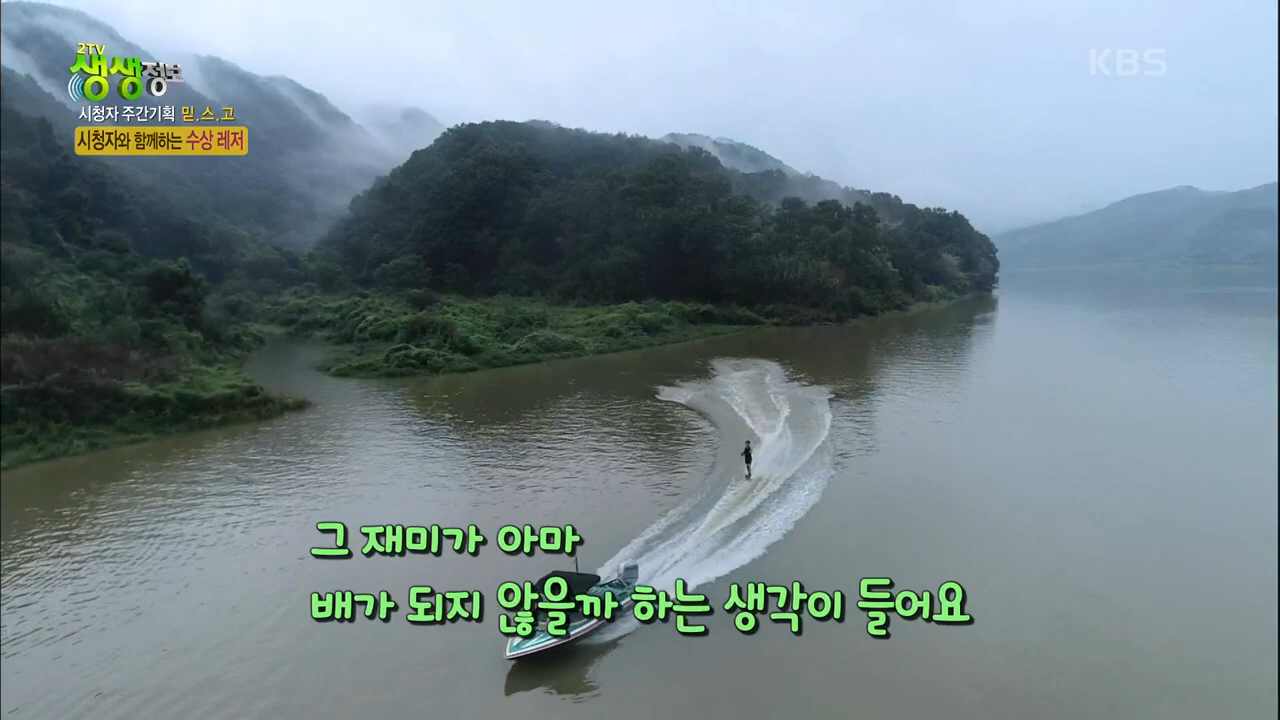 2TV
생생정보
KBS
시청자 주간기획 믿.스.고
시청자와 함께하는 수상 레저
그 재미가 아마
배가 되지 않을까 하는 생각이 들어요